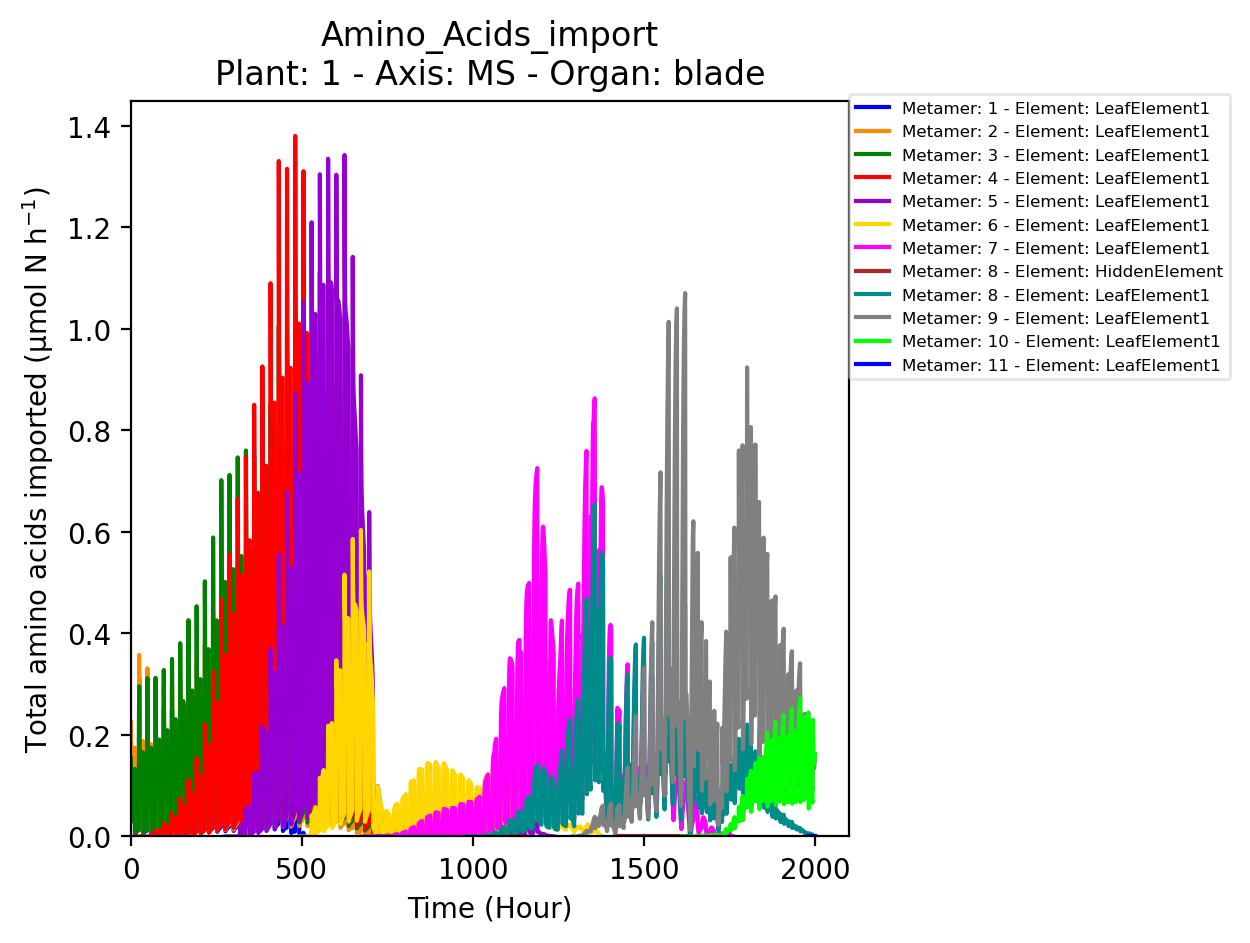 Amino_Acids_import
Plant: 1 - Axis: MS - Organ: blade
Total amino acids imported (µmol N h⁻¹)
1.4
1.2
1.0
0.8
0.6
0.4
0.2
0.0
0
500
1000
1500
2000
Time (Hour)
Metamer: 1 - Element: LeafElement1
Metamer: 2 - Element: LeafElement1
Metamer: 3 - Element: LeafElement1
Metamer: 4 - Element: LeafElement1
Metamer: 5 - Element: LeafElement1
Metamer: 6 - Element: LeafElement1
Metamer: 7 - Element: LeafElement1
Metamer: 8 - Element: HiddenElement
Metamer: 8 - Element: LeafElement1
Metamer: 9 - Element: LeafElement1
Metamer: 10 - Element: LeafElement1
Metamer: 11 - Element: LeafElement1